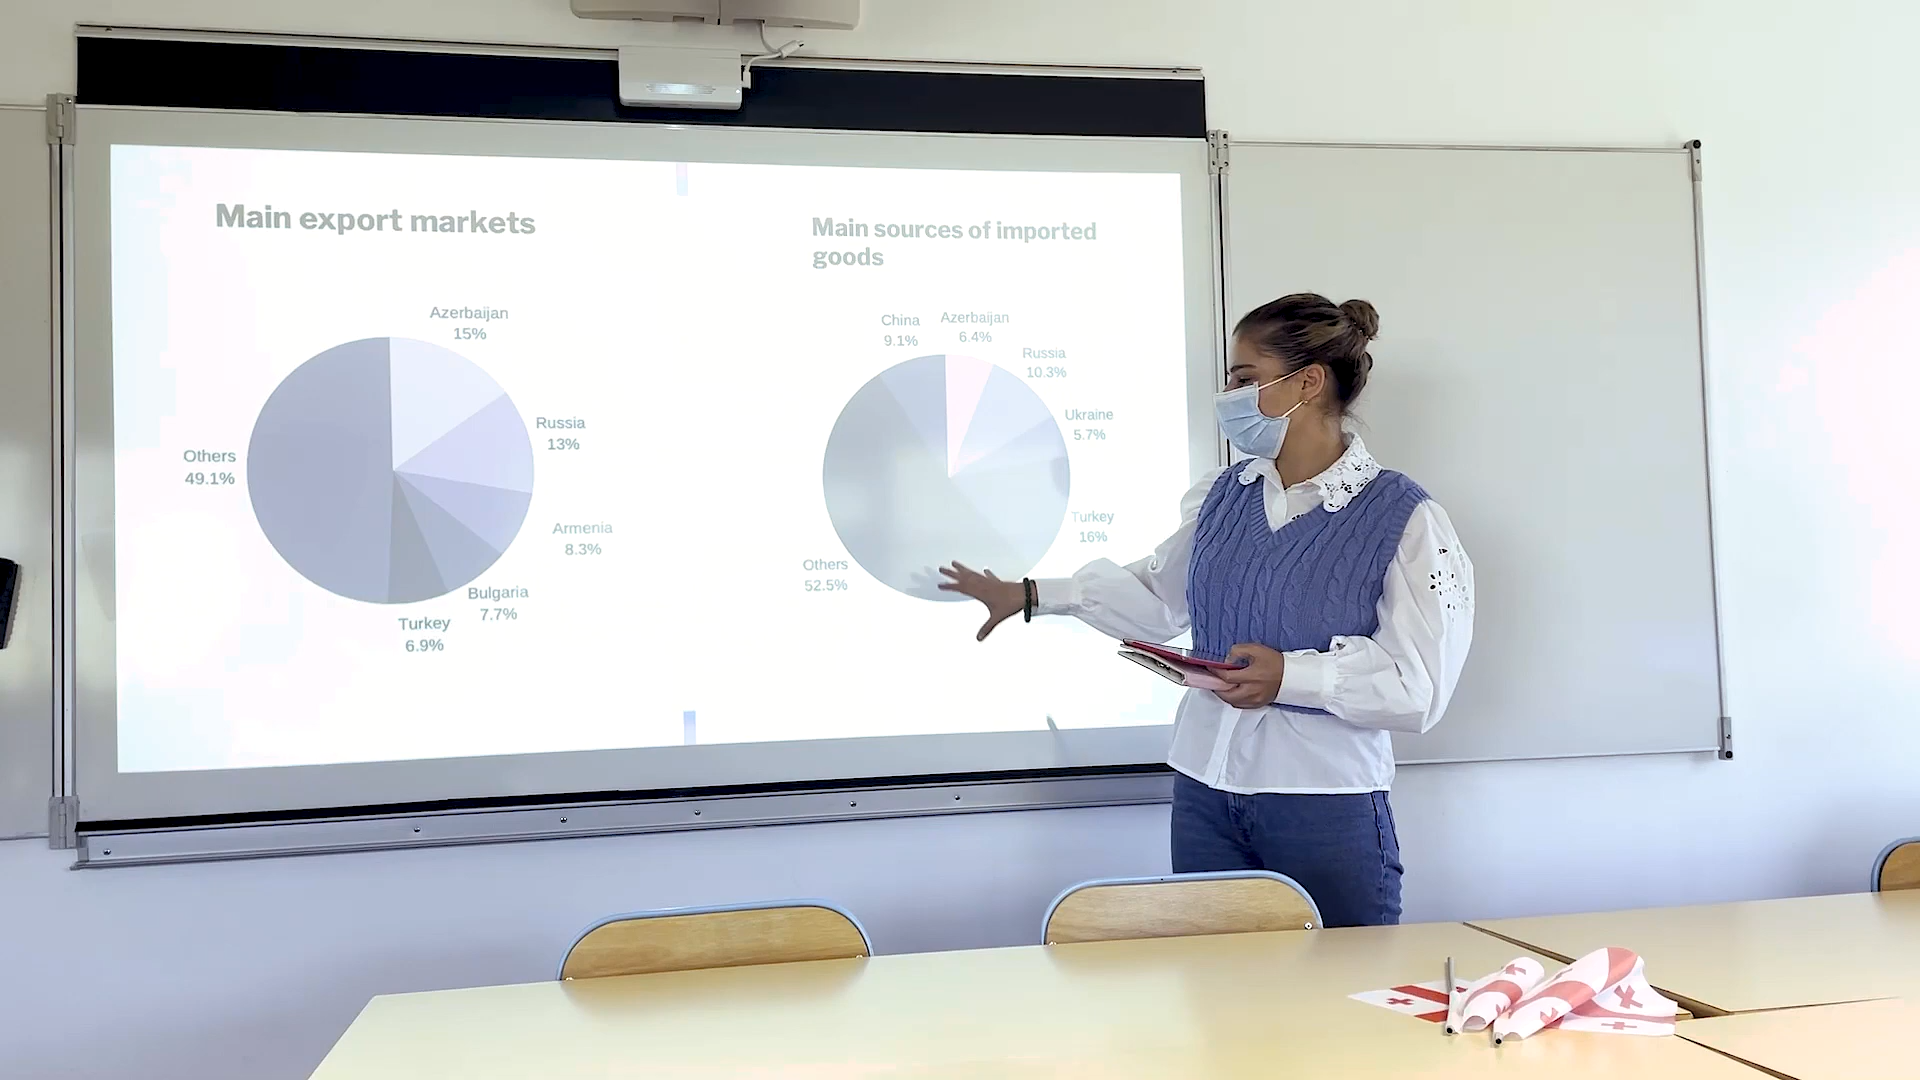 Main export markets
Azerbaijan
15%
Russia
13%
Armenia
8.3%
Bulgaria
7.7%
Turkey
6.9%
Others
49.1%
Main sources of imported
goods
China
9.1%
Azerbaijan
6.4%
Russia
10.3%
Ukraine
5.7%
Turkey
16%
Others
52.5%